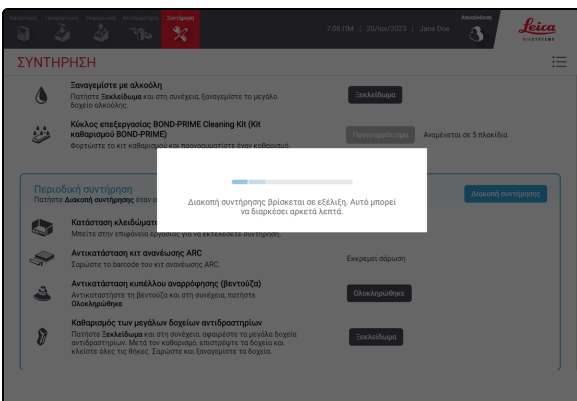 Κατάσταση Προφόρτωση Φόρτωση Αντιδραστήρια Συντήρηση
7:08 ΠΜ | 20/Ιου/2023 | Jane Doe
Αποσύνδεση
Leica
BIOSYSTEMS
ΣΥΝΤΗΡΗΣΗ
Ξαναγεμίστε με αλκοόλη
Πατήστε Ξεκλείδωμα και στη συνέχεια, ξαναγεμίστε το μεγάλο
δοχείο αλκοόλης.
Ξεκλείδωμα
Κύκλος επεξεργασίας BOND-PRIME Cleaning Kit (Κιτ
καθαρισμού BOND-PRIME)
Φορτώστε το κιτ καθαρισμού και προγραμματίστε έναν καθαρισμό.
Προγραμμάτισμα Αναμένεται σε 5 πλακίδια
Διακοπή συντήρησης βρίσκεται σε εξέλιξη. Αυτό μπορεί
να διαρκέσει αρκετά λεπτά.
Περιοδική συντήρηση
Πατήστε Διακοπή συντήρησης όταν
Διακοπή συντήρησης
Κατάσταση κλειδώματο
Μπείτε στην επιφάνεια εργασίας για να εκτελέσετε συντήρηση.
Αντικατάσταση κιτ ανανέωσης ARC
Σαρώστε το barcode του κιτ ανανέωσης ARC.
Εκκρεμεί σάρωση
Αντικατάσταση κυπέλλου αναρρόφησης (βεντούζα)
Αντικαταστήστε τη βεντούζα και στη συνέχεια, πατήστε
Ολοκληρώθηκε
Ολοκληρώθηκε
Καθαρισμός των μεγάλων δοχείων αντιδραστηρίων
Πατήστε Ξεκλείδωμα και στη συνέχεια, αφαιρέστε τα μεγάλα δοχεία
αντιδραστηρίων. Μετά τον καθαρισμό, επιστρέψτε τα δοχεία και
κλείστε όλες τις θήκες. Σαρώστε και ξαναγεμίστε τα δοχεία.
Ξεκλείδωμα